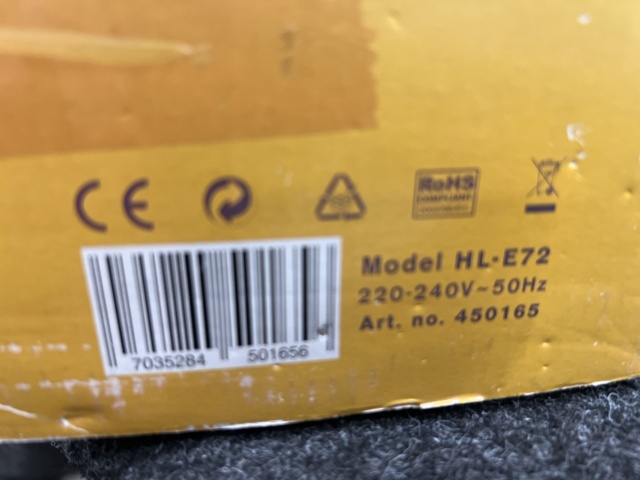 CE
RoHS
COMPLIANT
Model HL-E72
220-240V~50Hz
Art. no. 450165
7035284 501656